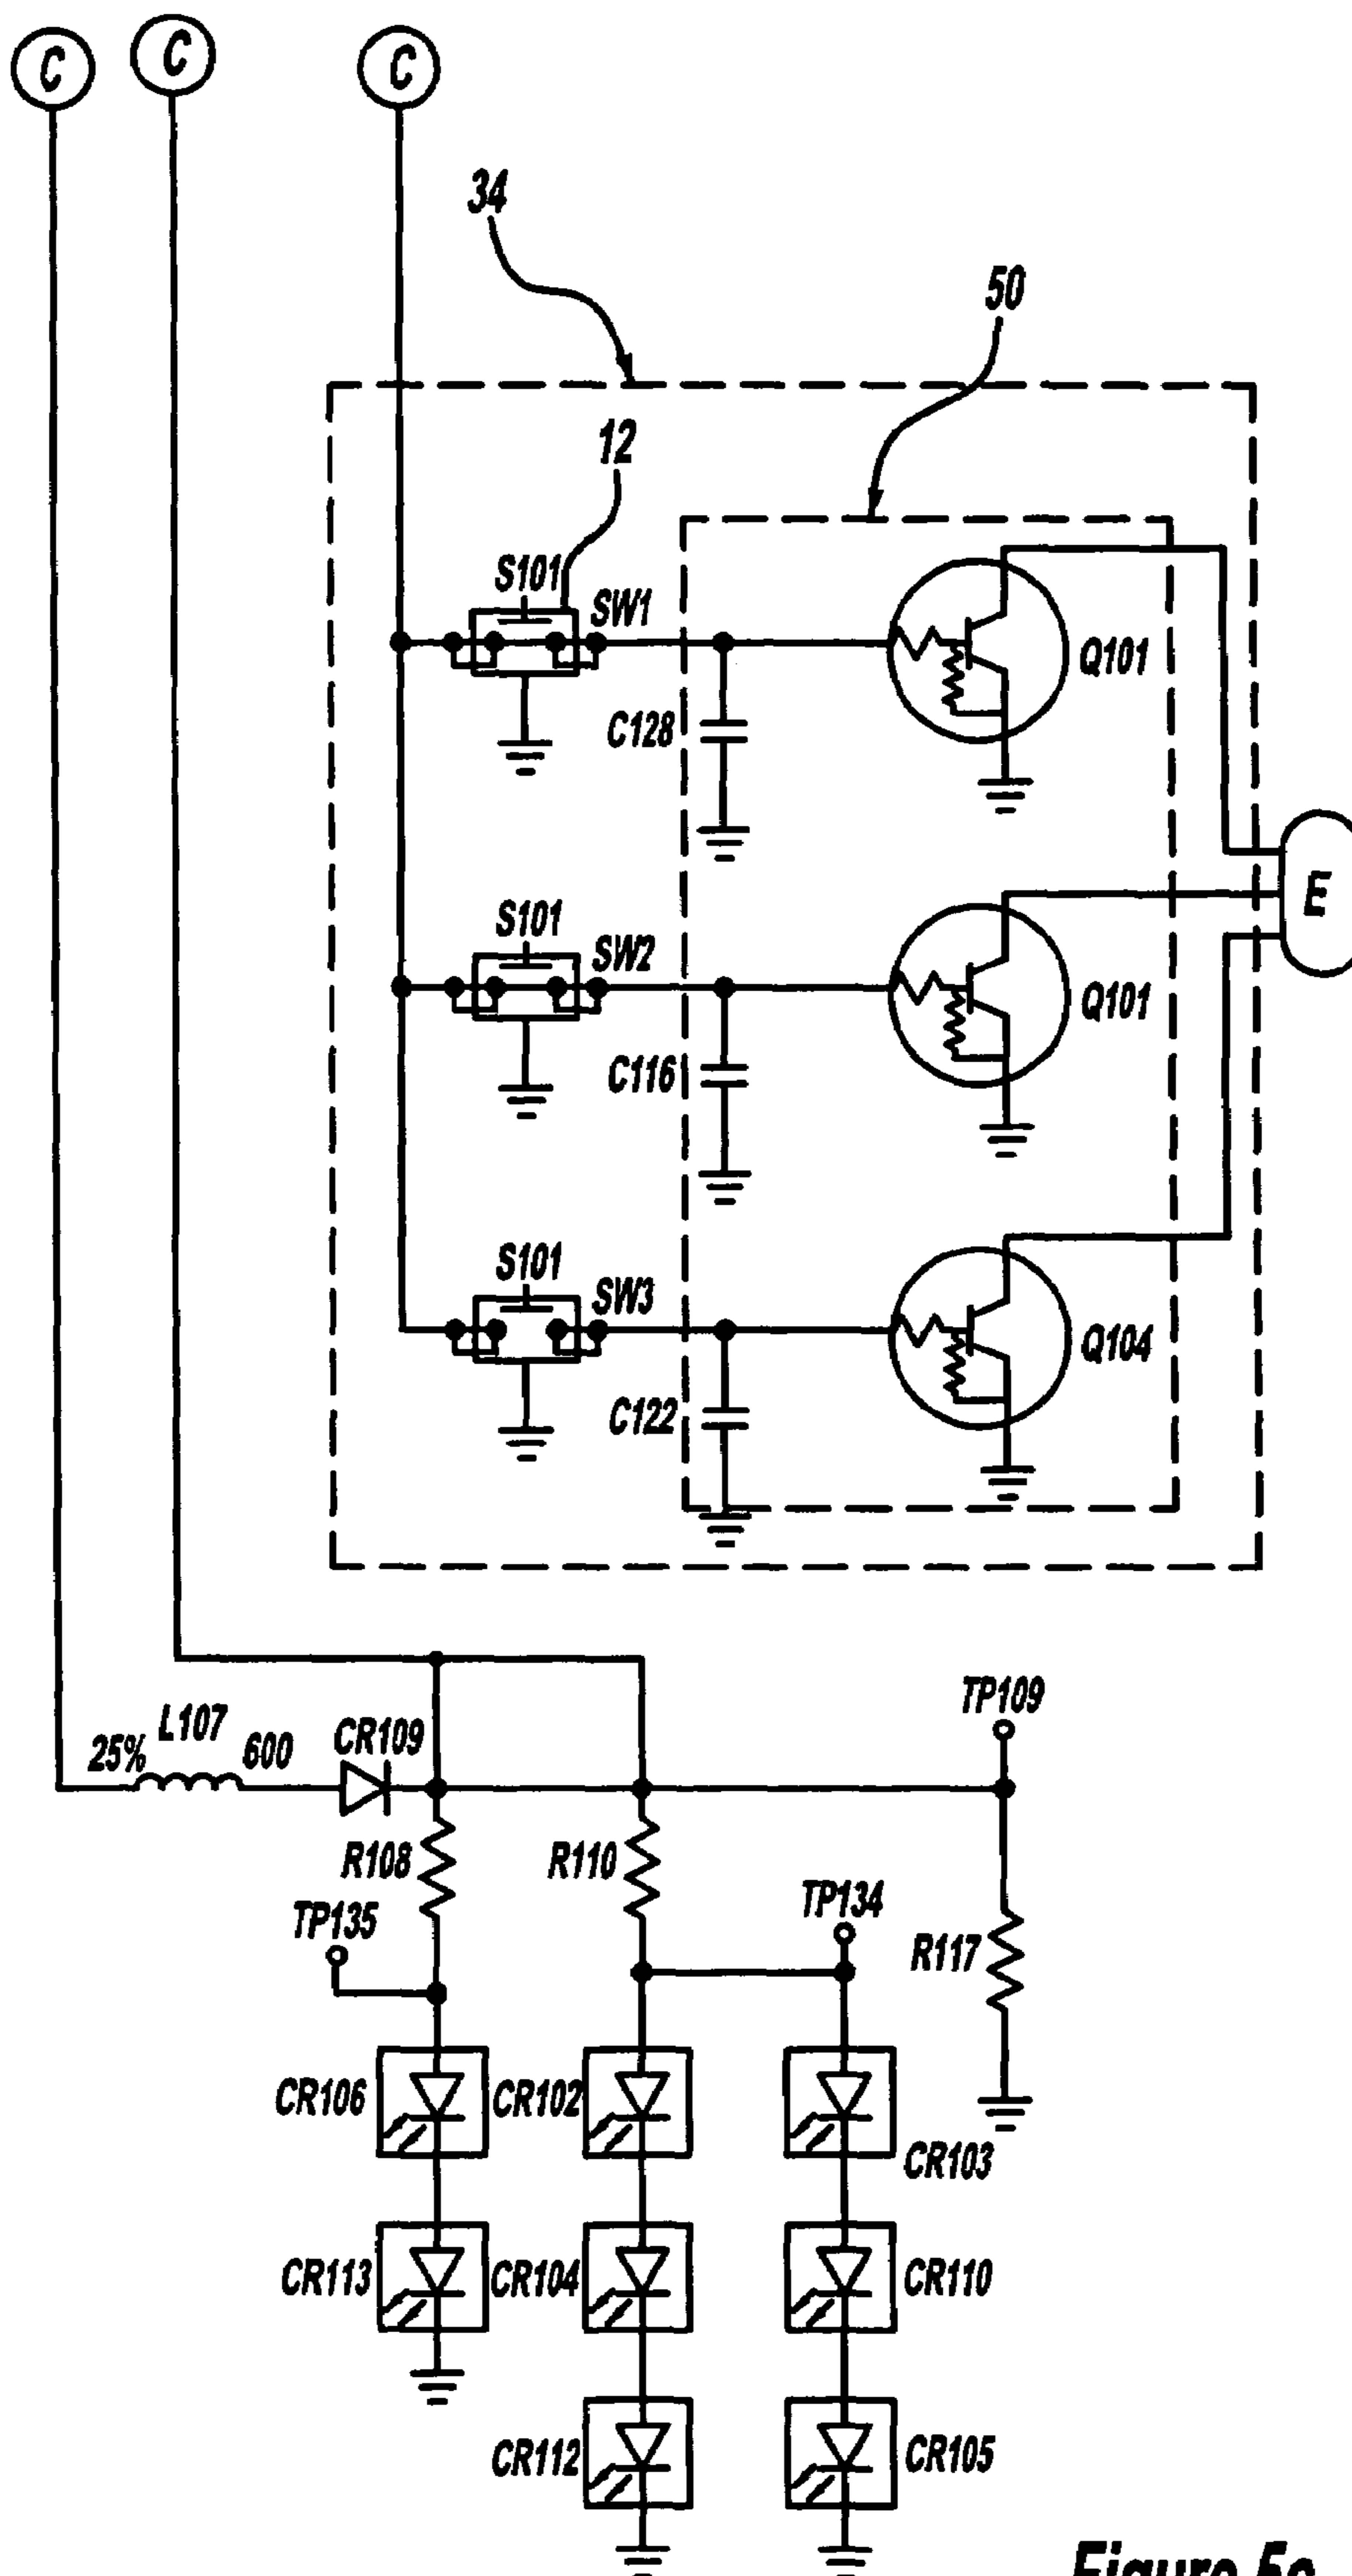 C C C
34
50
12
S101 SW1
Q101
C128
E
S101 SW2
Q101
C116
S101 SW3
Q104
C122
TP109
25% L107 600 CR109
R108 R110
TP135 TP134
R117
CR106 CR102
CR103
CR113 CR104 CR110
CR112 CR105